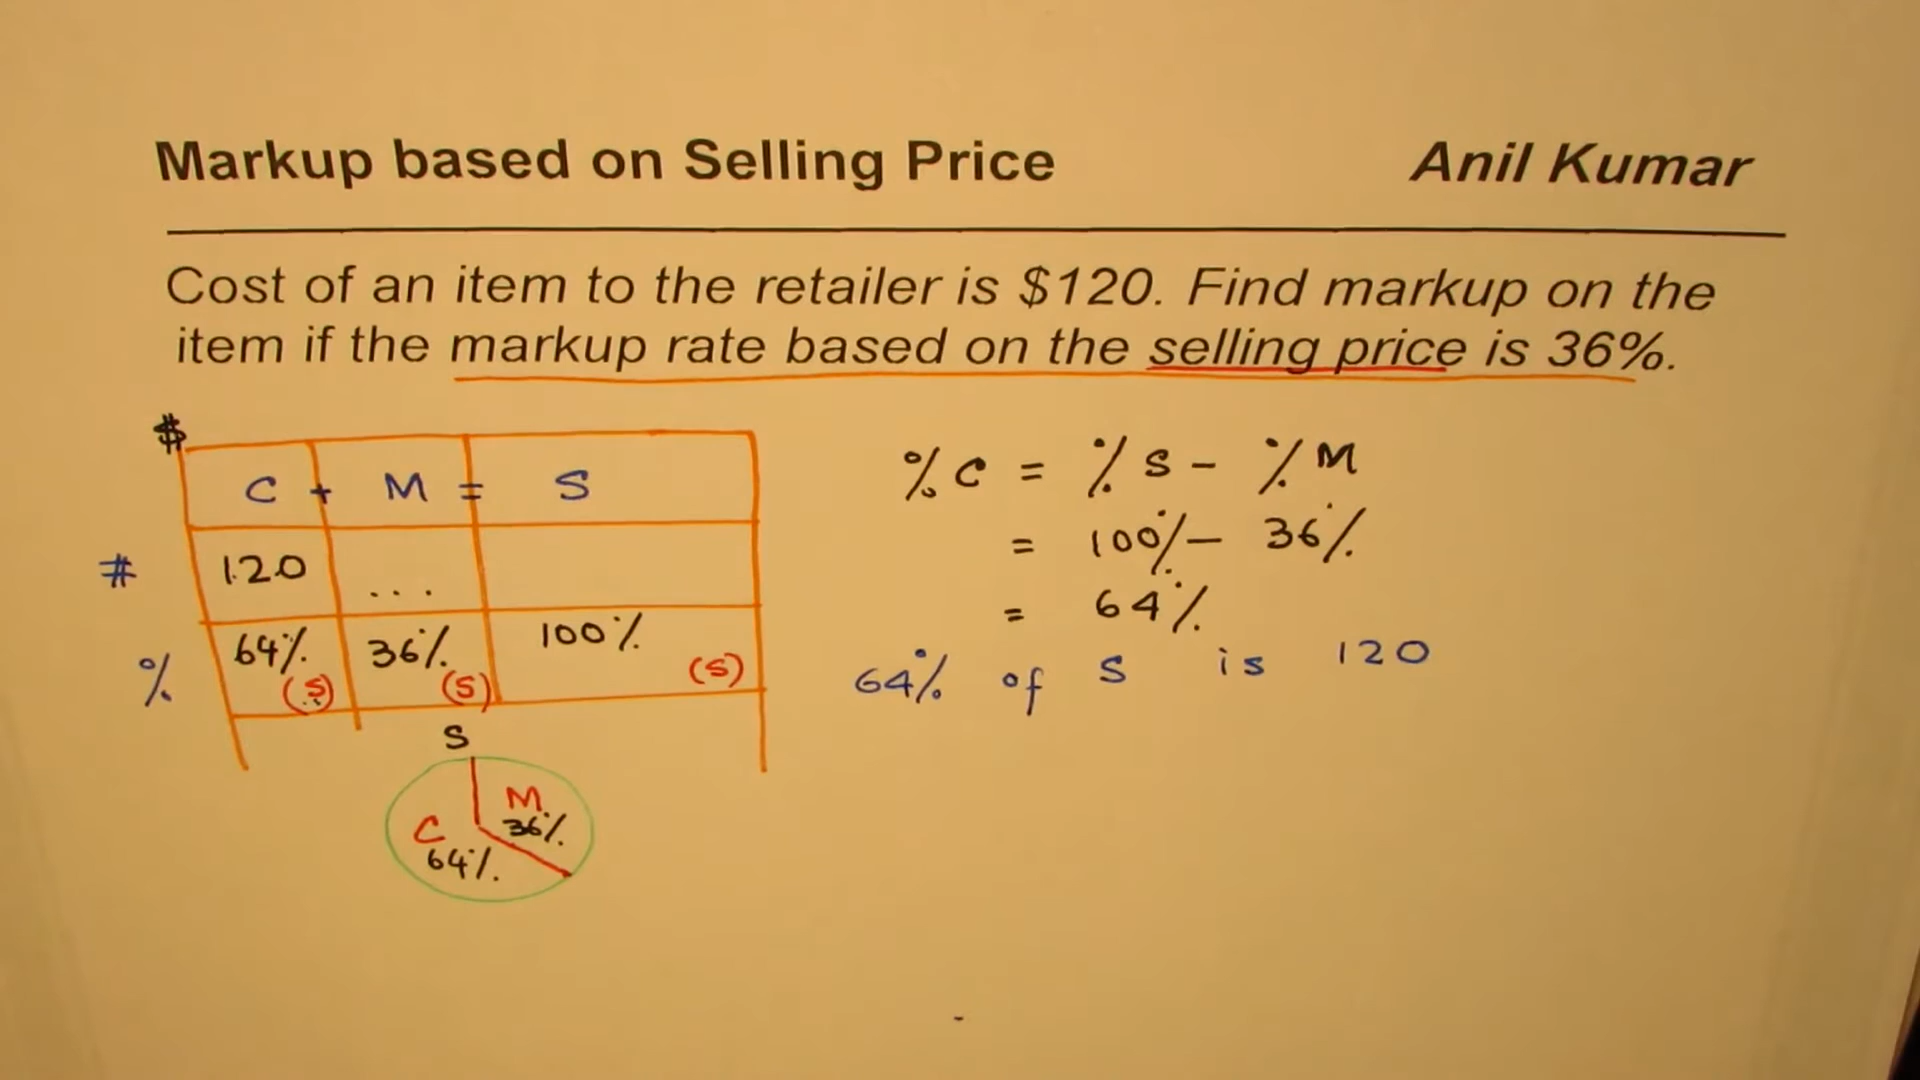 Markup based on Selling Price Anil Kumar
Cost of an item to the retailer is $120. Find markup on the
item if the markup rate based on the selling price is 36%.
$
C + M = S
# 120 ...
% 64% (S) 36% (S) 100% (S)
%C = %S - %M
= 100% - 36%
= 64%
64% of S is 120
S
M
36%
C
64%